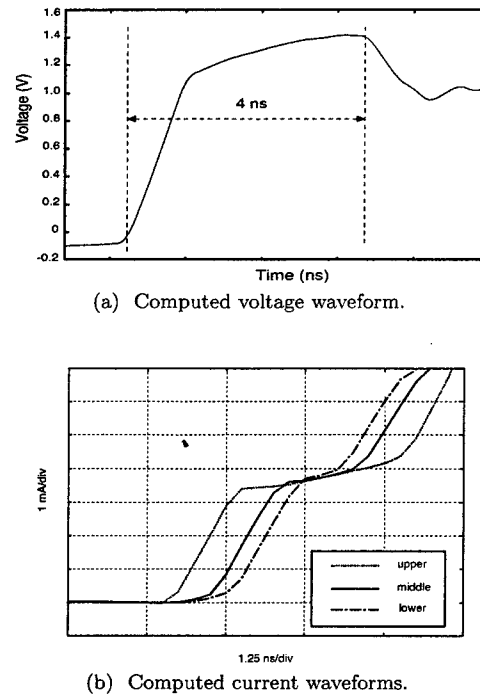 1.6
1.4
1.2
1.0
0.8
0.6
0.4
0.2
0
-0.2
Voltage (V)
4 ns
Time (ns)
(a) Computed voltage waveform.
1 mA/div
upper
middle
lower
1.25 ns/div
(b) Computed current waveforms.